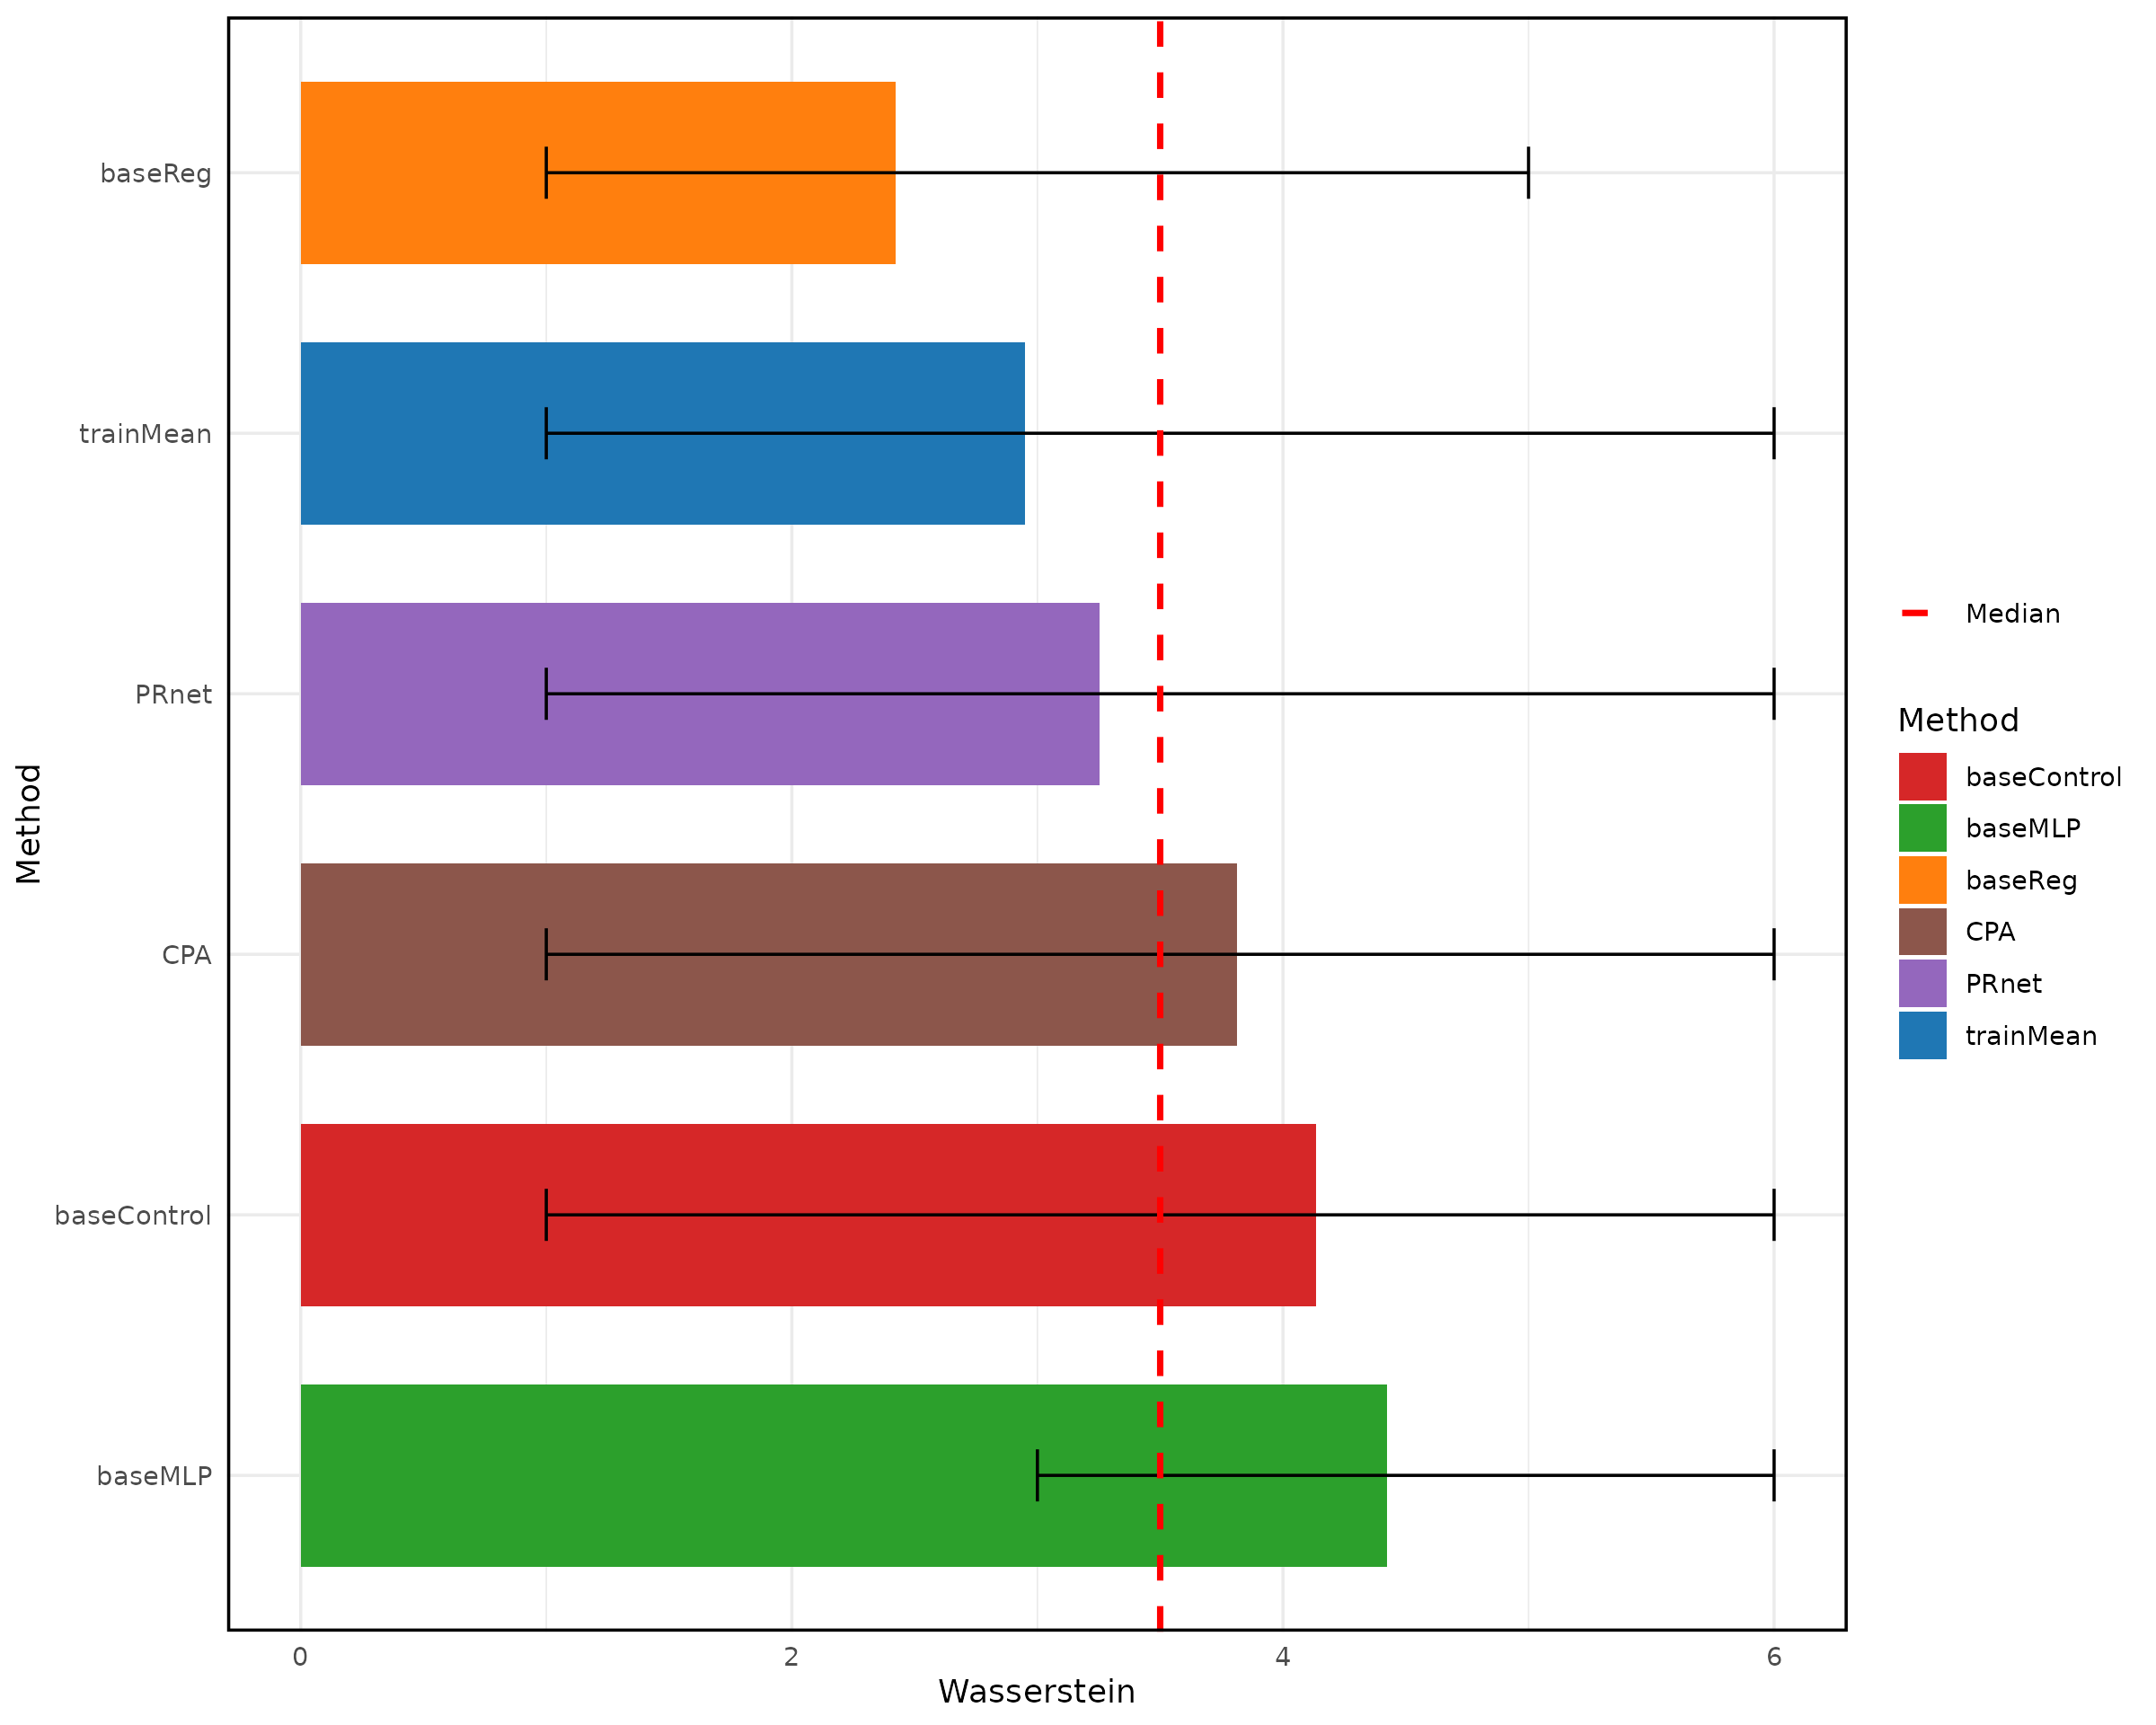 baseReg
trainMean
PRnet
CPA
baseControl
baseMLP
Method
0 2 4 6
Wasserstein
Median
Method
baseControl
baseMLP
baseReg
CPA
PRnet
trainMean